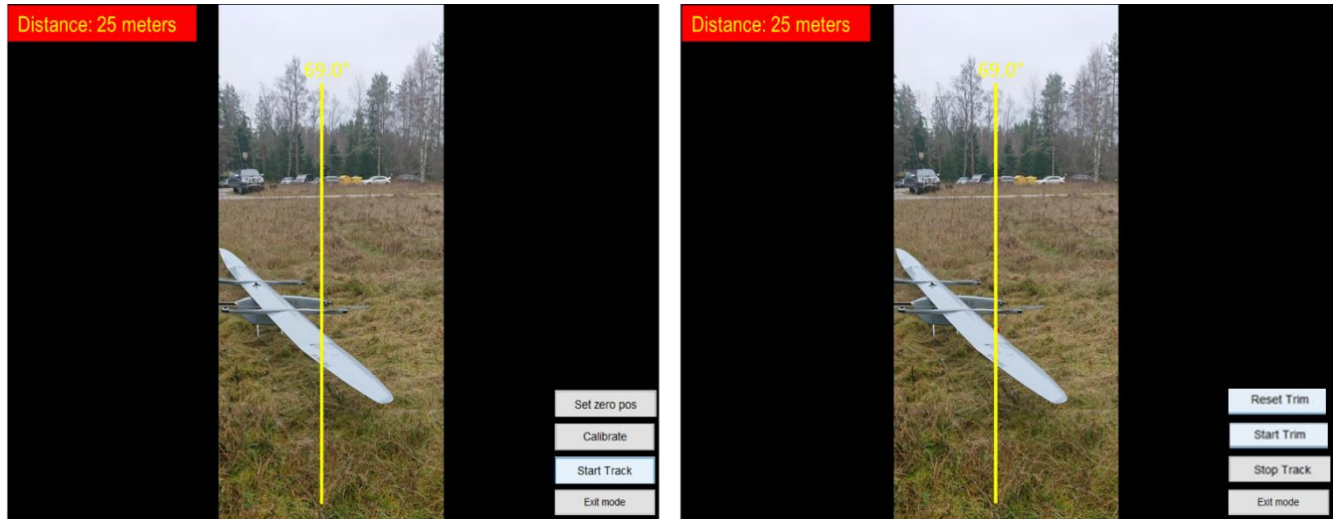 Distance: 25 meters
69.0°
Set zero pos
Calibrate
Start Track
Exit mode
Distance: 25 meters
69.0°
Reset Trim
Start Trim
Stop Track
Exit mode